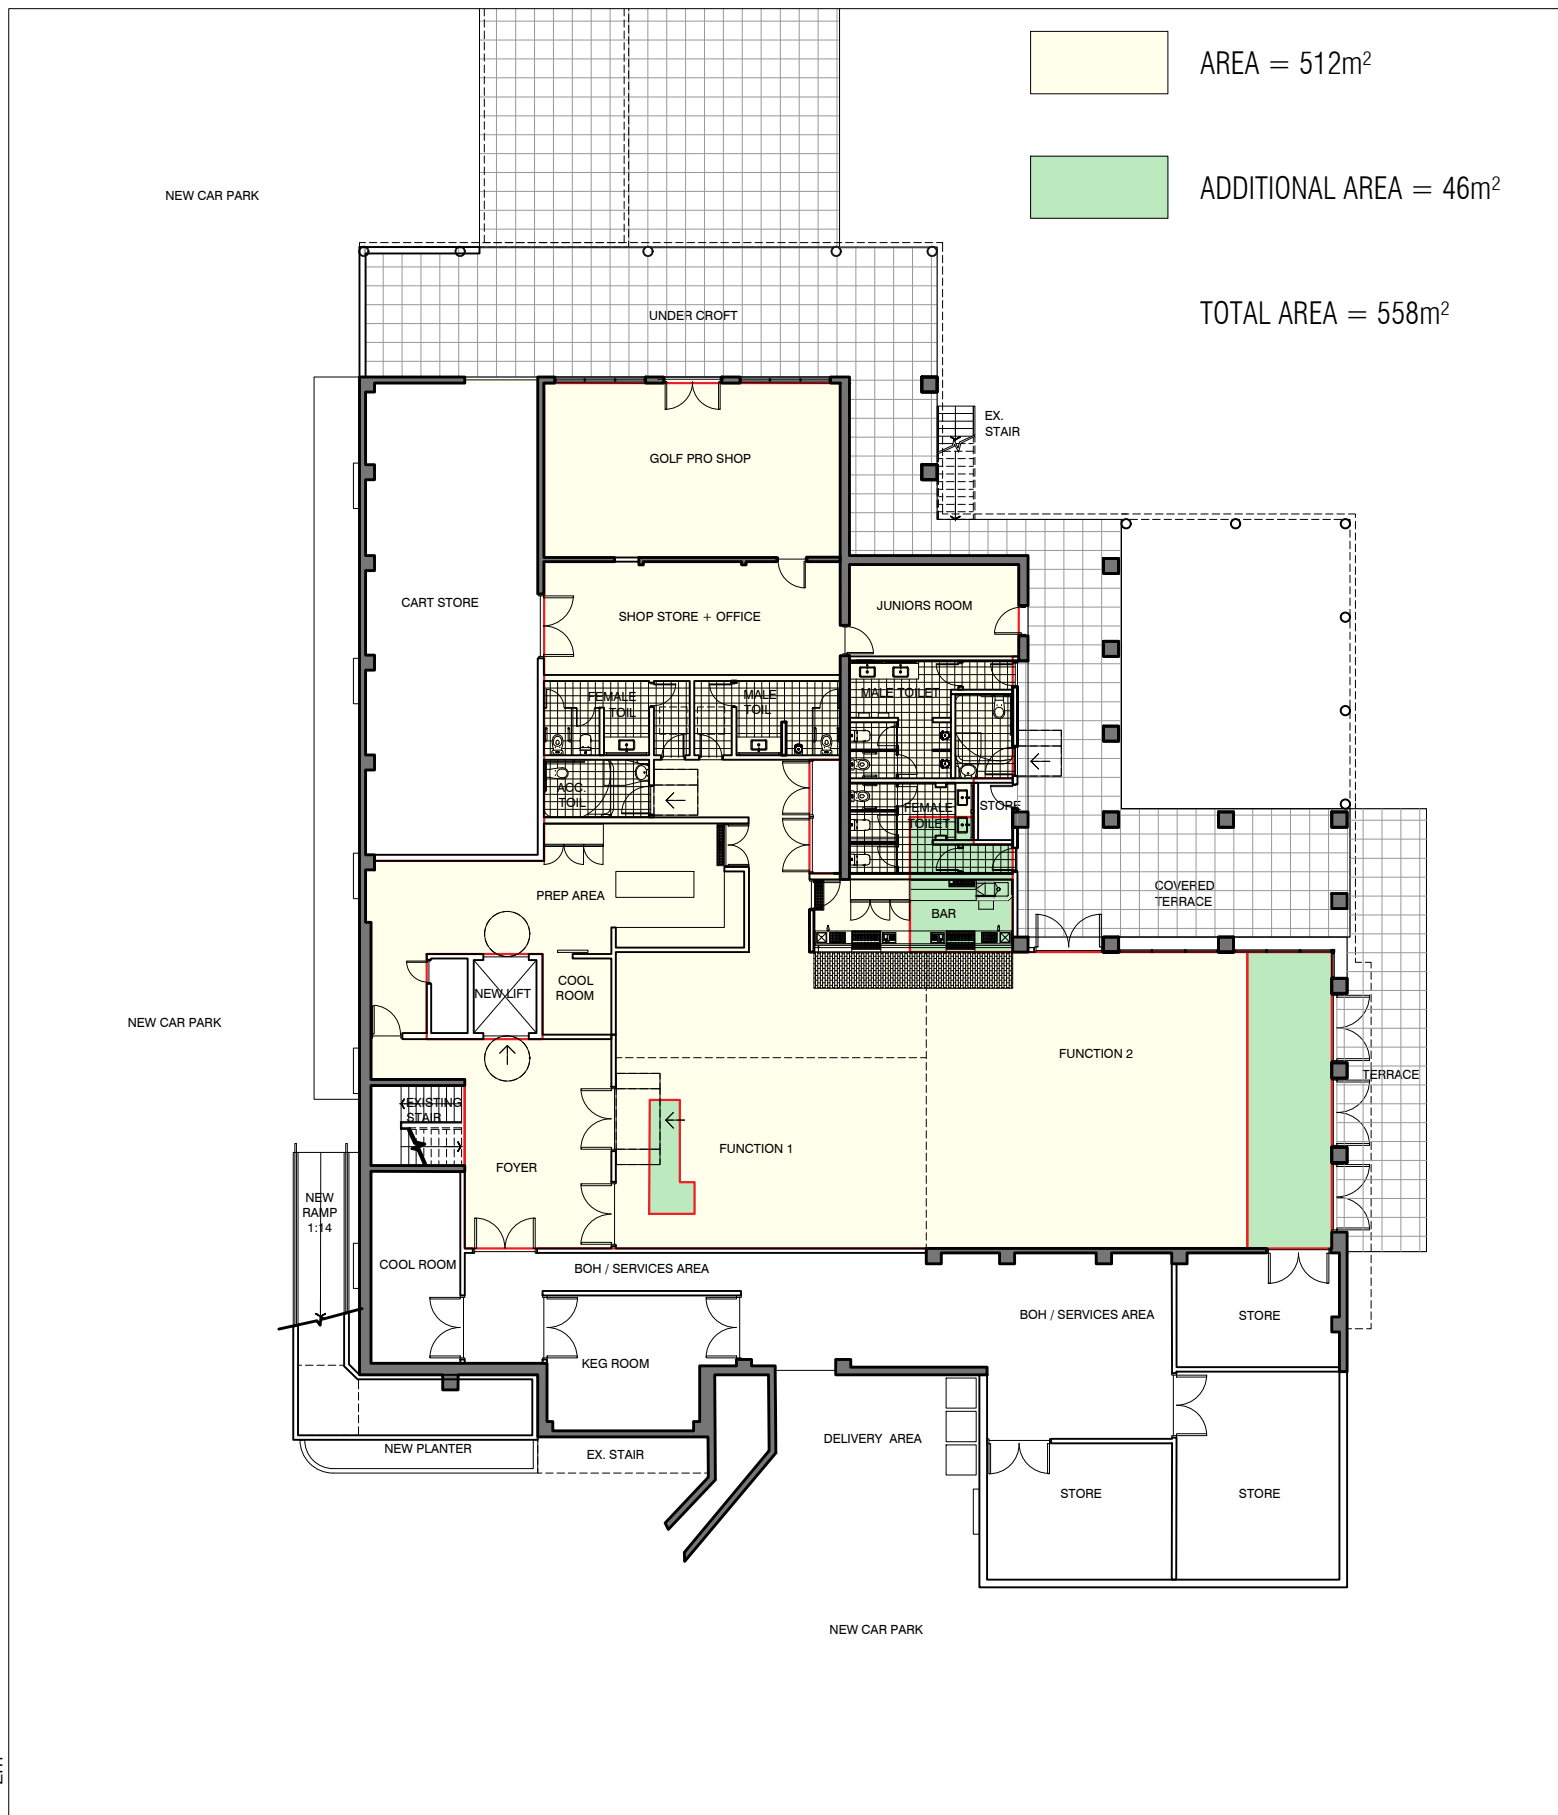 AREA = 512m²
ADDITIONAL AREA = 46m²
NEW CAR PARK
TOTAL AREA = 558m²
UNDER CROFT
EX.
STAIR
GOLF PRO SHOP
CART STORE
SHOP STORE + OFFICE
JUNIORS ROOM
FEMALE
TOIL
MALE
TOIL
MALE TOILET
ACC.
TOIL
FEMALE
TOILET
STORE
PREP AREA
BAR
COVERED
TERRACE
COOL
ROOM
NEW LIFT
NEW CAR PARK
FUNCTION 2
TERRACE
EXISTING
STAIR
FUNCTION 1
FOYER
NEW
RAMP
1:14
COOL ROOM
BOH / SERVICES AREA
BOH / SERVICES AREA
STORE
KEG ROOM
DELIVERY AREA
NEW PLANTER
EX. STAIR
STORE
STORE
NEW CAR PARK